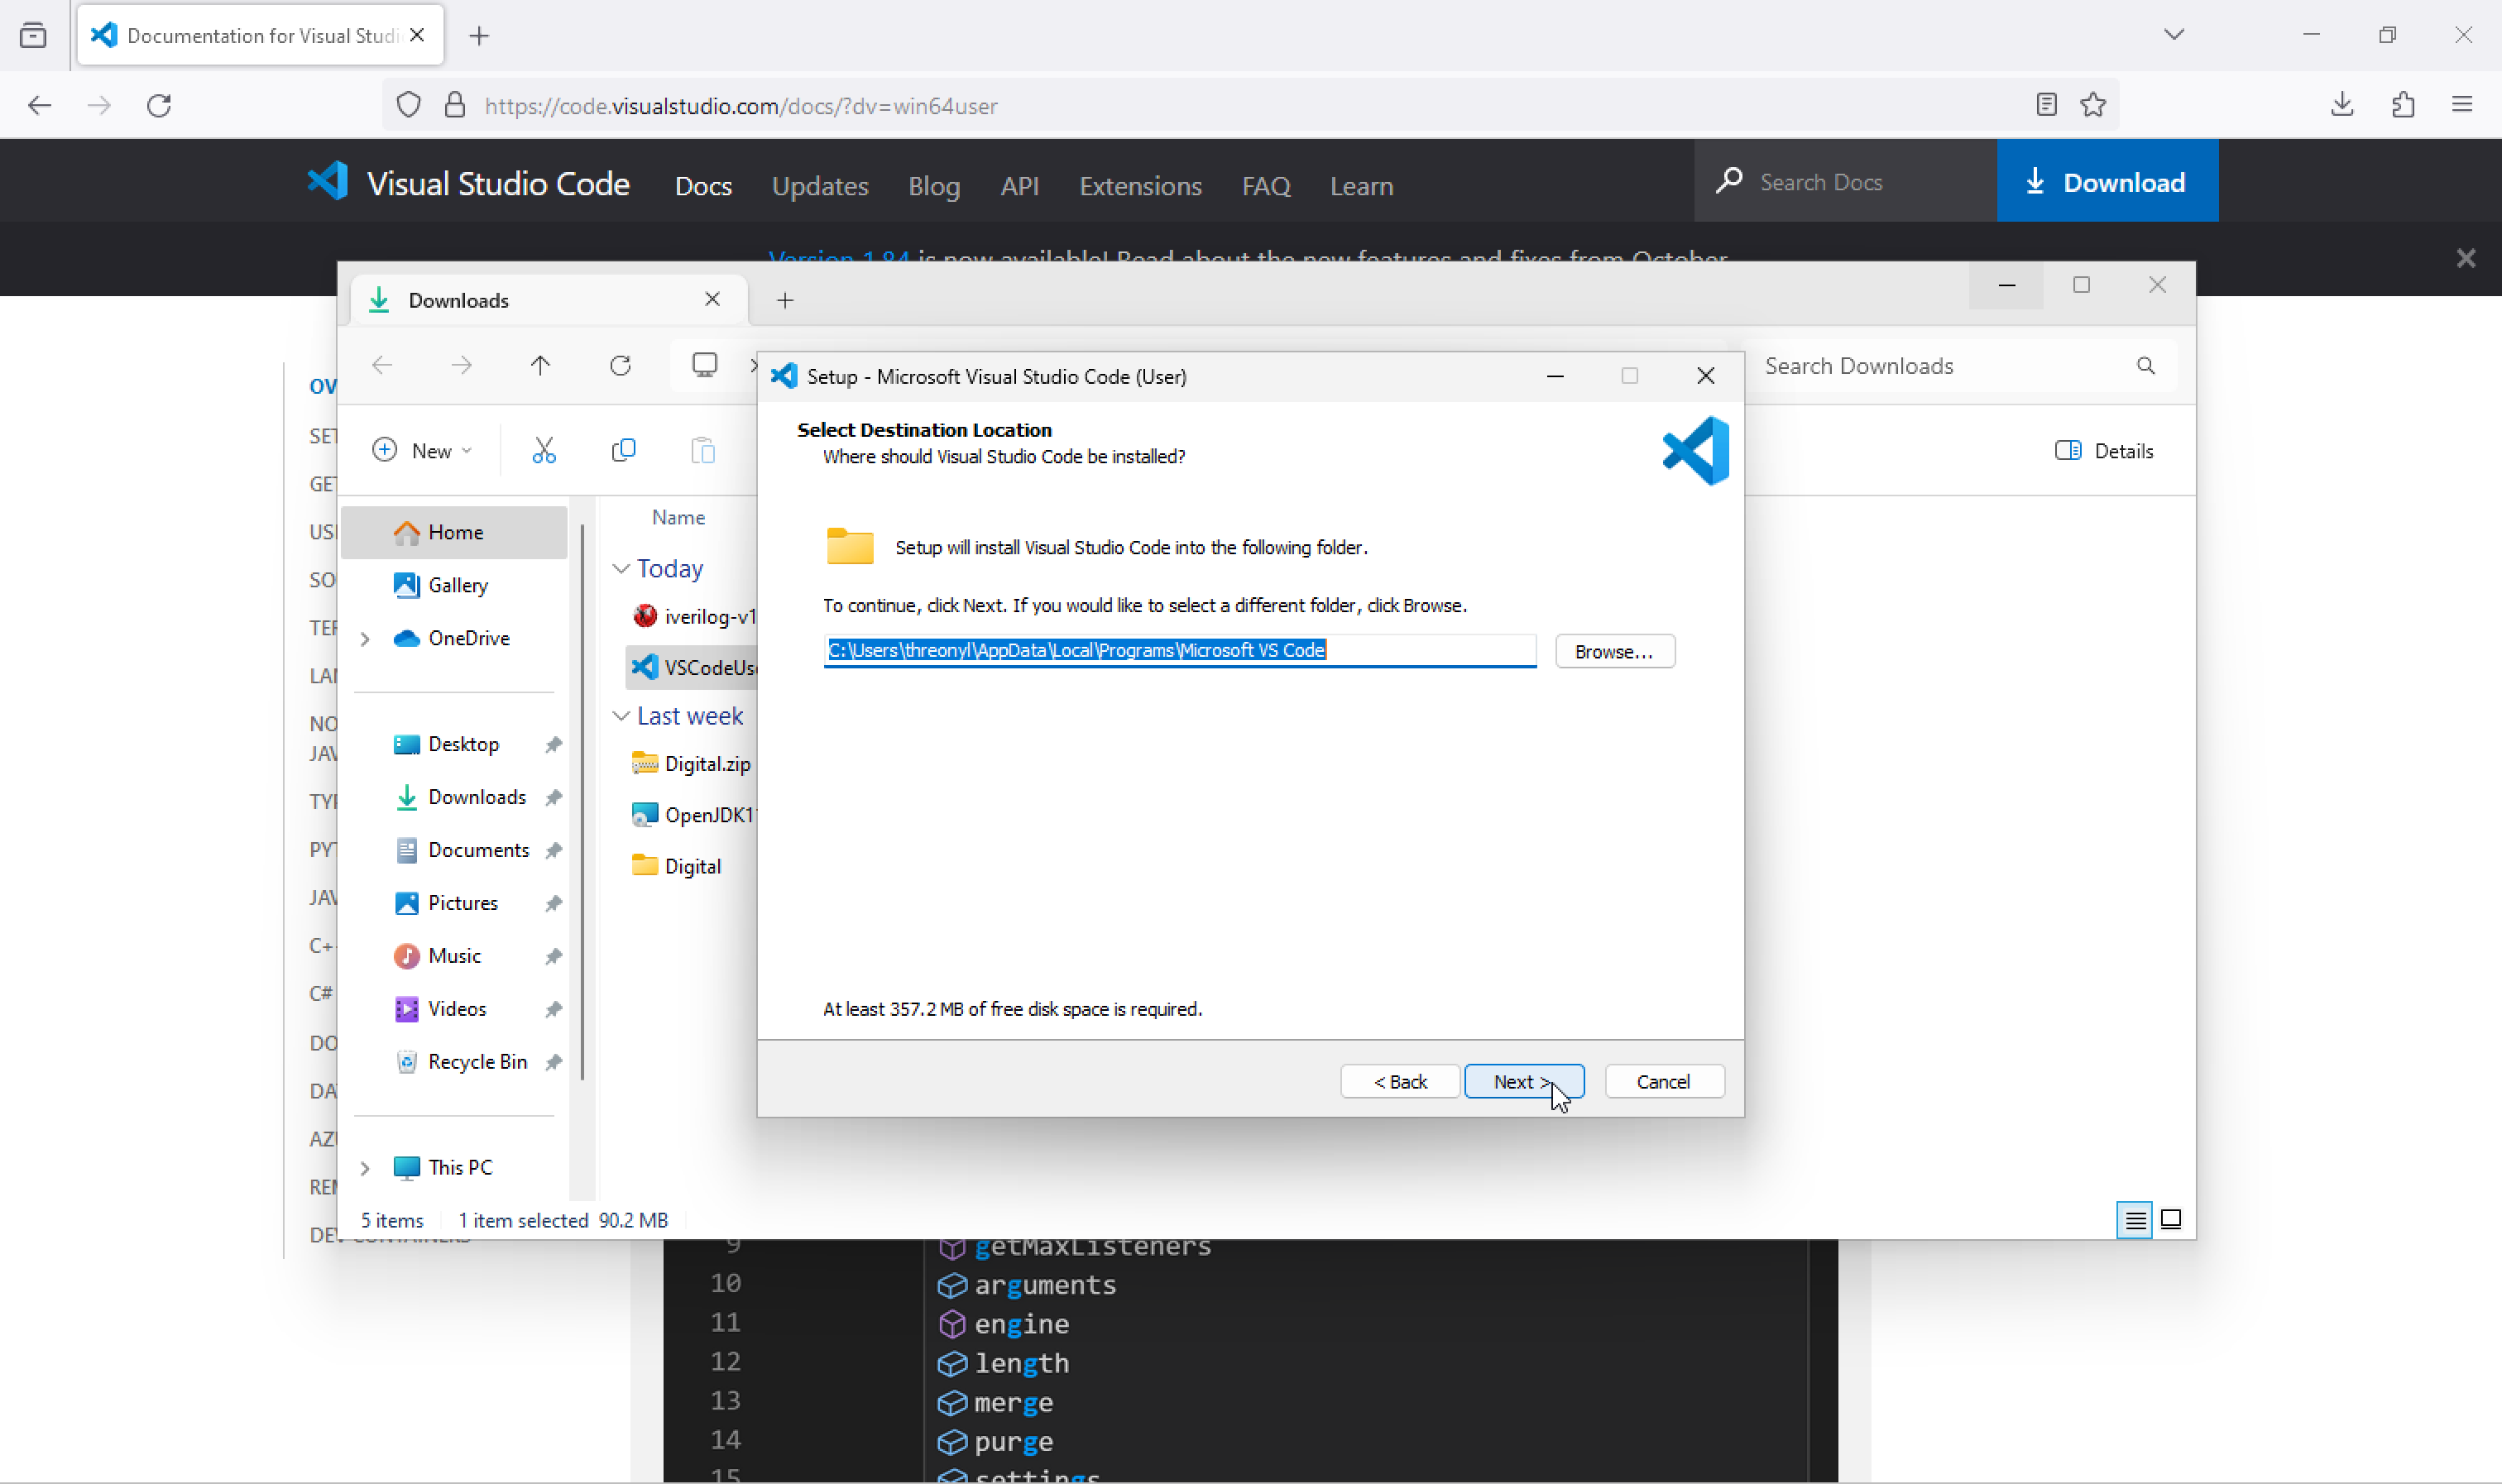 Documentation for Visual Studi
https://code.visualstudio.com/docs/?dv=win64user
Visual Studio Code
Docs
Updates
Blog
API
Extensions
FAQ
Learn
Search Docs
Download
Version 1.84 is now available! Read about the new features and fixes from October
OV
SET
GET
USE
SO
TER
LAN
NO
JAV
TYP
PYT
JAV
C+
C#
DO
DA
AZ
REM
DEV CONTAINERS
Downloads
Search Downloads
New
Details
Home
Gallery
OneDrive
Desktop
Downloads
Documents
Pictures
Music
Videos
Recycle Bin
This PC
Name
Today
iverilog-v1
VSCodeUse
Last week
Digital.zip
OpenJDK1
Digital
5 items
1 item selected 90.2 MB
Setup - Microsoft Visual Studio Code (User)
Select Destination Location
Where should Visual Studio Code be installed?
Setup will install Visual Studio Code into the following folder.
To continue, click Next. If you would like to select a different folder, click Browse.
C:\Users\threonyl\AppData\Local\Programs\Microsoft VS Code
Browse...
At least 357.2 MB of free disk space is required.
< Back
Next >
Cancel
9 getMaxListeners
10 arguments
11 engine
12 length
13 merge
14 purge
15 settings